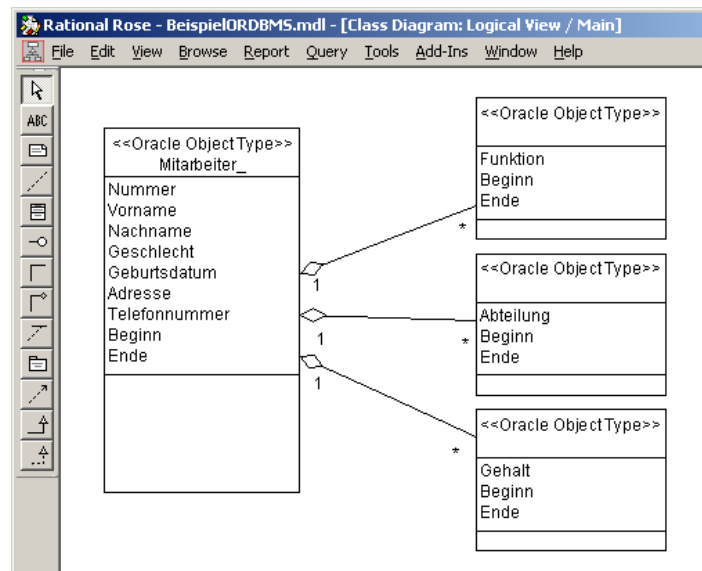 Rational Rose - BeispielORDBMS.mdl - [Class Diagram: Logical View / Main]
File Edit View Browse Report Query Tools Add-Ins Window Help
ABC
<<Oracle ObjectType>>
Mitarbeiter_
Nummer
Vorname
Nachname
Geschlecht
Geburtsdatum
Adresse
Telefonnummer
Beginn
Ende
1
1
1
<<Oracle ObjectType>>
Funktion
Beginn
Ende
*
<<Oracle ObjectType>>
Abteilung
Beginn
Ende
*
<<Oracle ObjectType>>
Gehalt
Beginn
Ende
*